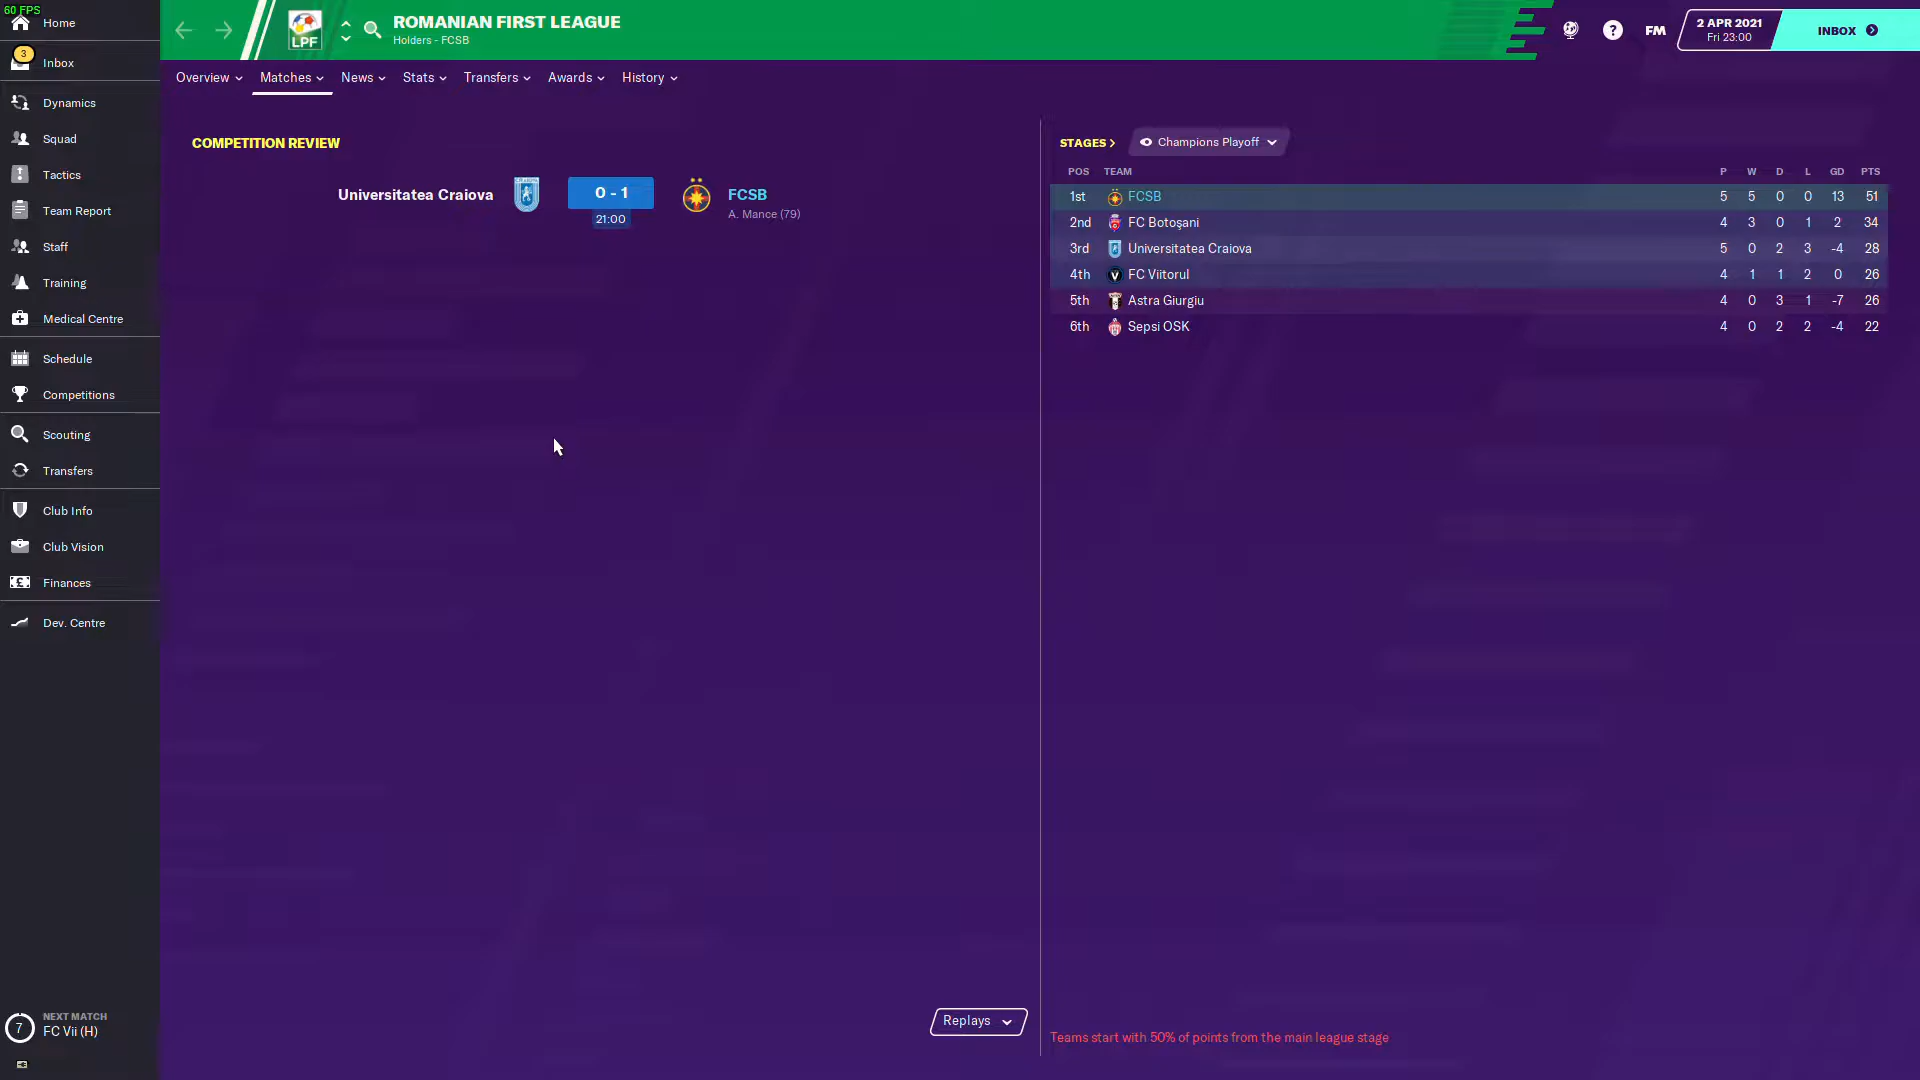 60 FPS
Home
3
Inbox
Dynamics
Squad
Tactics
Team Report
Staff
Training
Medical Centre
Schedule
Competitions
Scouting
Transfers
Club Info
Club Vision
Finances
Dev. Centre
7
NEXT MATCH
FC Vii (H)
LPF
ROMANIAN FIRST LEAGUE
Holders - FCSB
?
FM
2 APR 2021
Fri 23:00
INBOX
Overview Matches News Stats Transfers Awards History
COMPETITION REVIEW
Universitatea Craiova 0 - 1 FCSB
21:00 A. Mance (79)
Replays
STAGES Champions Playoff
POS TEAM P W D L GD PTS
1st FCSB 5 5 0 0 13 51
2nd FC Botoşani 4 3 0 1 2 34
3rd Universitatea Craiova 5 0 2 3 -4 28
4th FC Viitorul 4 1 1 2 0 26
5th Astra Giurgiu 4 0 3 1 -7 26
6th Sepsi OSK 4 0 2 2 -4 22
Teams start with 50% of points from the main league stage